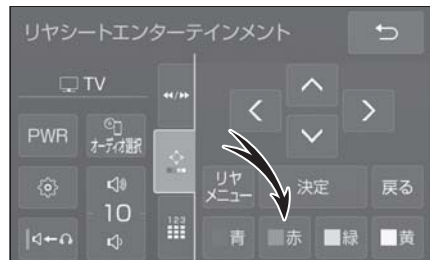 リヤシートエンターテインメント
TV
PWR
オーディオ選択
10
123
リヤ
メニュー
決定
戻る
青
赤
緑
黄